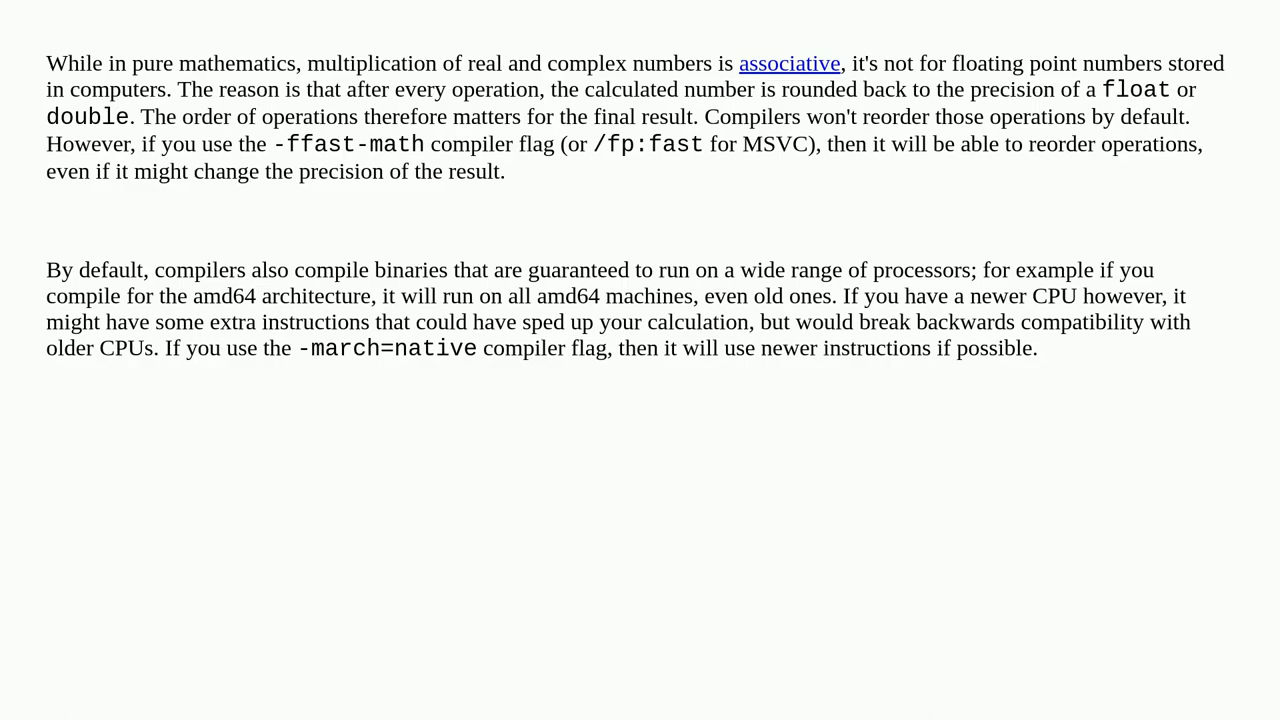 While in pure mathematics, multiplication of real and complex numbers is associative, it's not for floating point numbers stored
in computers. The reason is that after every operation, the calculated number is rounded back to the precision of a float or
double. The order of operations therefore matters for the final result. Compilers won't reorder those operations by default.
However, if you use the -ffast-math compiler flag (or /fp:fast for MSVC), then it will be able to reorder operations,
even if it might change the precision of the result.
By default, compilers also compile binaries that are guaranteed to run on a wide range of processors; for example if you
compile for the amd64 architecture, it will run on all amd64 machines, even old ones. If you have a newer CPU however, it
might have some extra instructions that could have sped up your calculation, but would break backwards compatibility with
older CPUs. If you use the -march=native compiler flag, then it will use newer instructions if possible.